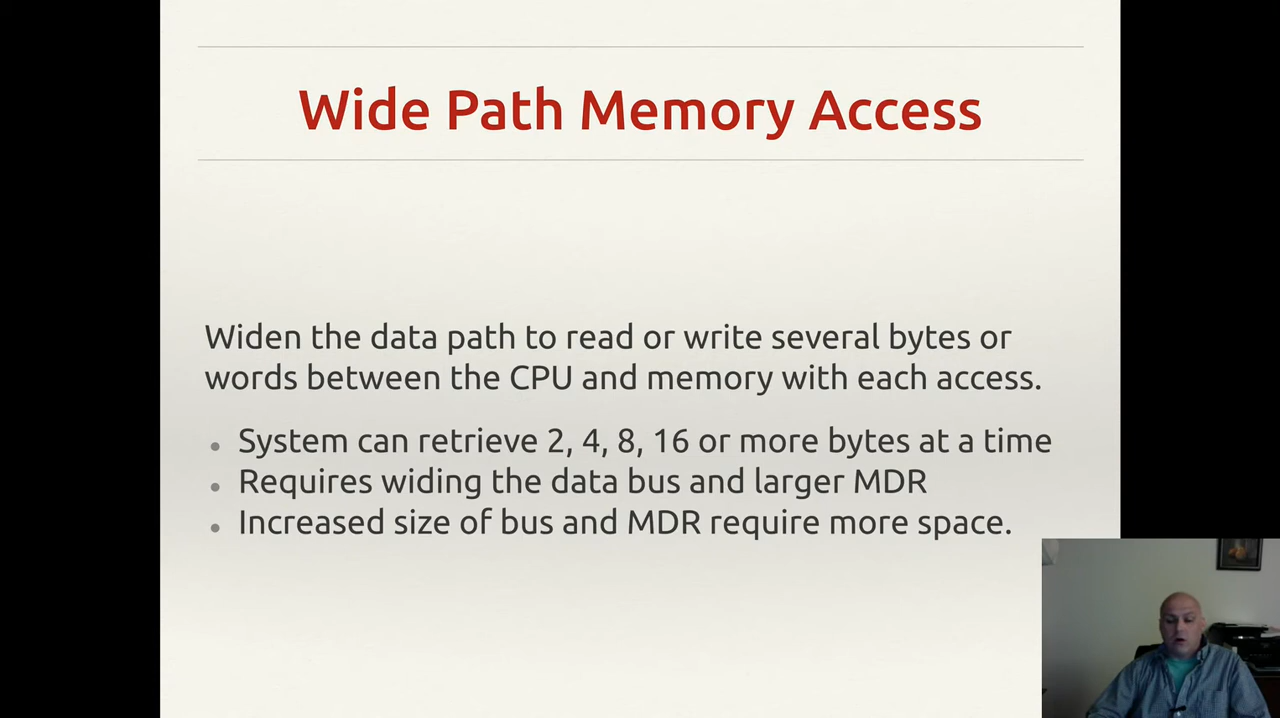 Wide Path Memory Access
Widen the data path to read or write several bytes or
words between the CPU and memory with each access.
• System can retrieve 2, 4, 8, 16 or more bytes at a time
• Requires widing the data bus and larger MDR
• Increased size of bus and MDR require more space.